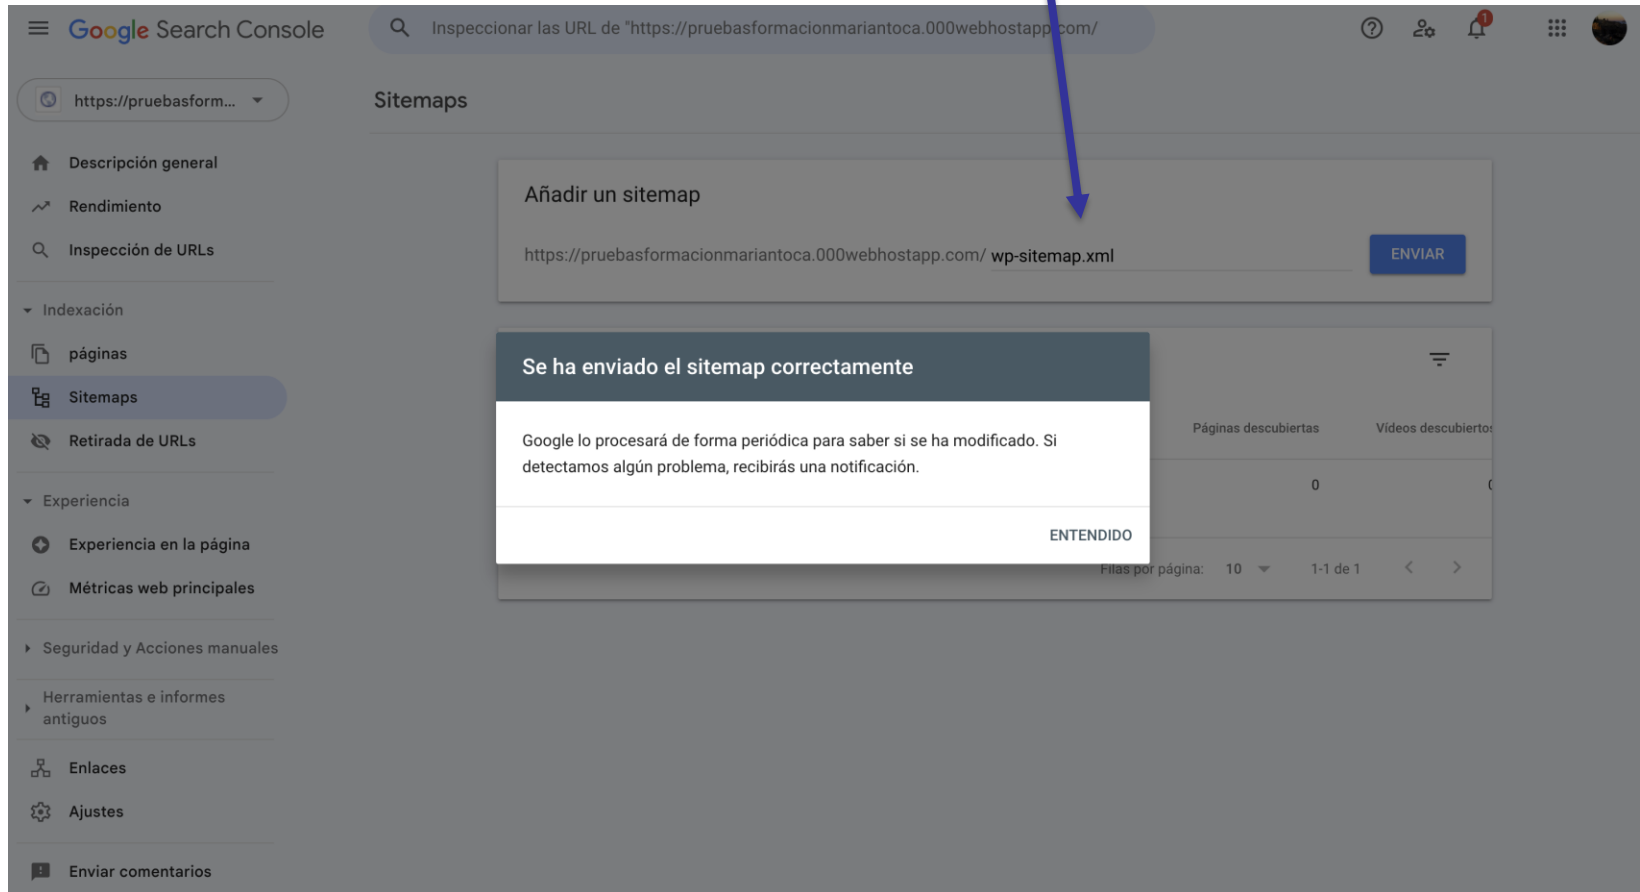 Google Search Console
Inspeccionar las URL de "https://pruebasformacionmariantoca.000webhostapp.com/
1
https://pruebasform...
Sitemaps
Descripción general
Rendimiento
Inspección de URLs
Indexación
páginas
Sitemaps
Retirada de URLs
Experiencia
Experiencia en la página
Métricas web principales
Seguridad y Acciones manuales
Herramientas e informes
antiguos
Enlaces
Ajustes
Enviar comentarios
Añadir un sitemap
https://pruebasformacionmariantoca.000webhostapp.com/ wp-sitemap.xml
ENVIAR
Se ha enviado el sitemap correctamente
Google lo procesará de forma periódica para saber si se ha modificado. Si
detectamos algún problema, recibirás una notificación.
ENTENDIDO
Páginas descubiertas Vídeos descubiertos
0
Filas por página: 10 1-1 de 1